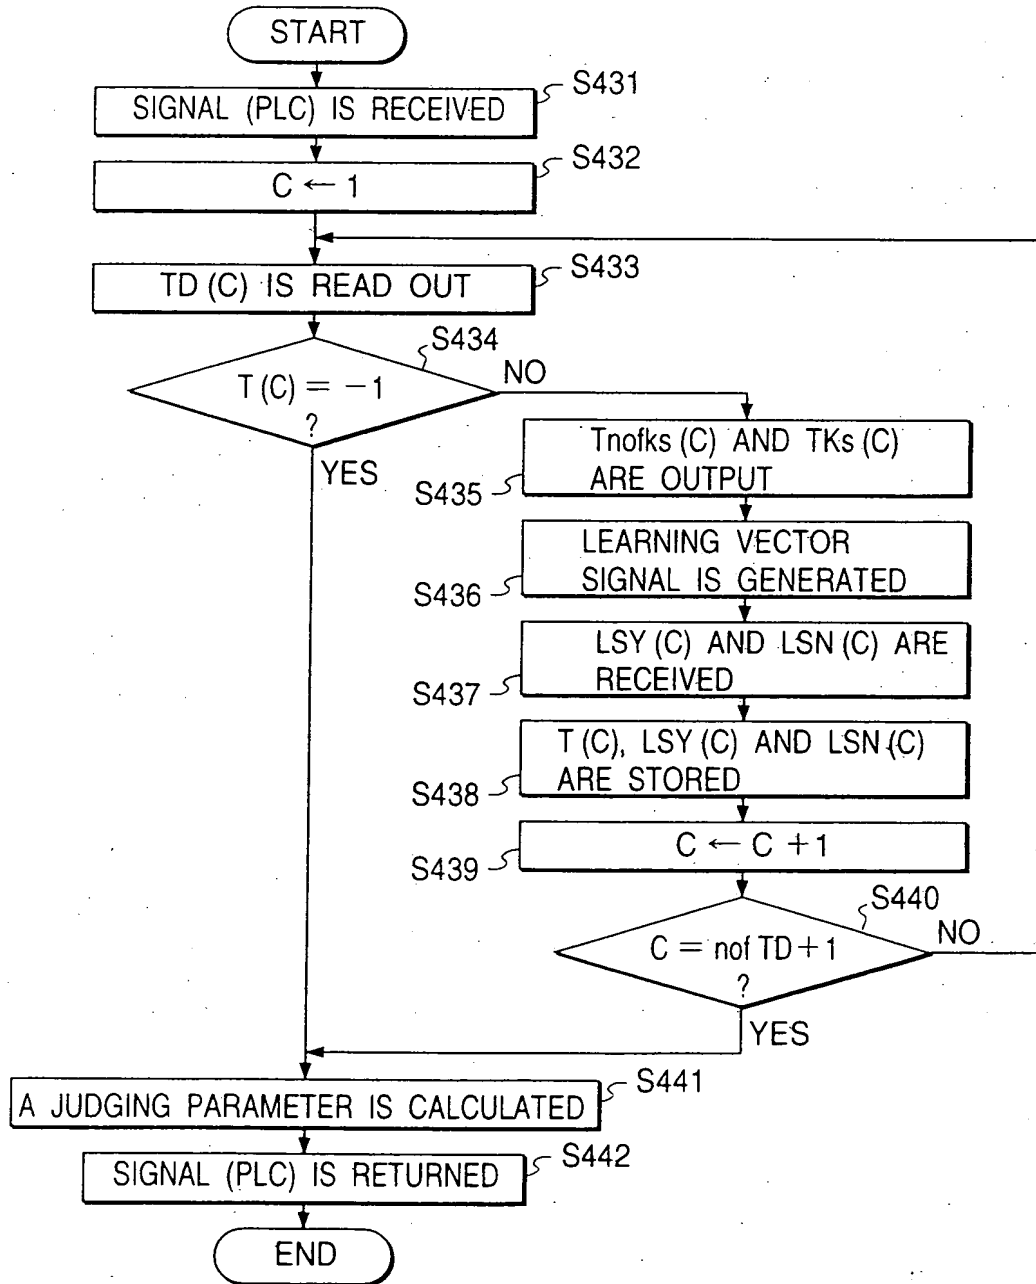 START
S431
SIGNAL (PLC) IS RECEIVED
S432
C ← 1
S433
TD (C) IS READ OUT
S434
T (C) = −1
?
NO
YES
Tnofks (C) AND TKs (C)
ARE OUTPUT
S435
LEARNING VECTOR
SIGNAL IS GENERATED
S436
LSY (C) AND LSN (C) ARE
RECEIVED
S437
T (C), LSY (C) AND LSN (C)
ARE STORED
S438
C ← C +1
S439
S440
C = nof TD +1
?
NO
YES
S441
A JUDGING PARAMETER IS CALCULATED
S442
SIGNAL (PLC) IS RETURNED
END